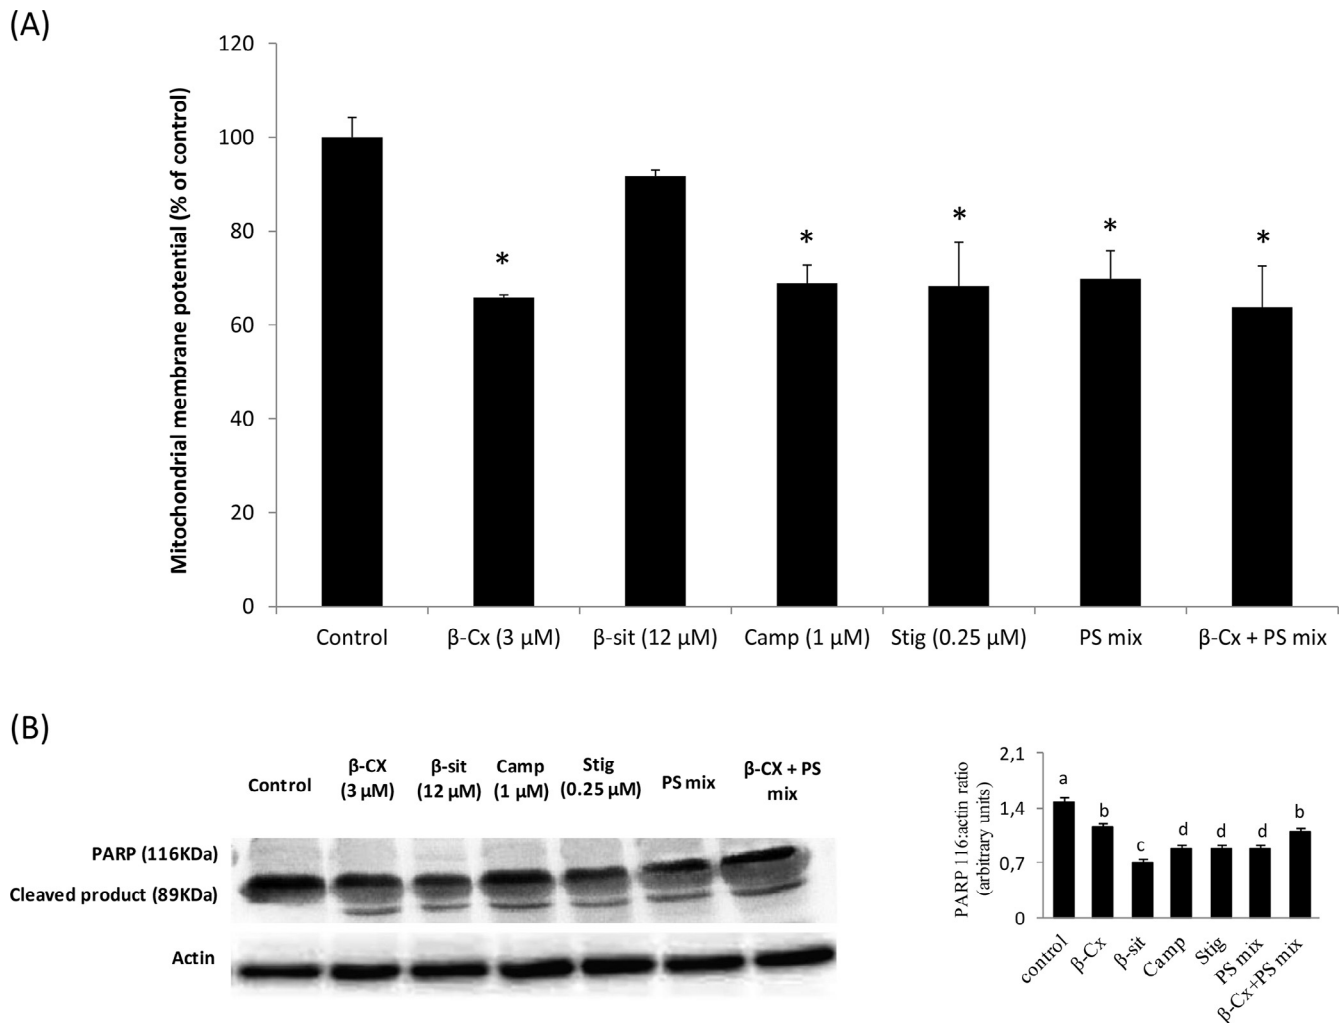 (A)
Mitochondrial membrane potential (% of control)
120
100
80
60
40
20
0
*
*
*
*
*
Control
β-Cx (3 µM)
β-sit (12 µM)
Camp (1 µM)
Stig (0.25 µM)
PS mix
β-Cx + PS mix
(B)
Control
β-CX
(3 µM)
β-sit
(12 µM)
Camp
(1 µM)
Stig
(0.25 µM)
PS mix
β-CX + PS
mix
PARP (116KDa)
Cleaved product (89KDa)
Actin
PARP 116:actin ratio
(arbitrary units)
2,1
1,4
0,7
0
a
b
c
d
d
d
b
control
β-Cx
β-sit
Camp
Stig
PS mix
β-Cx+PS mix